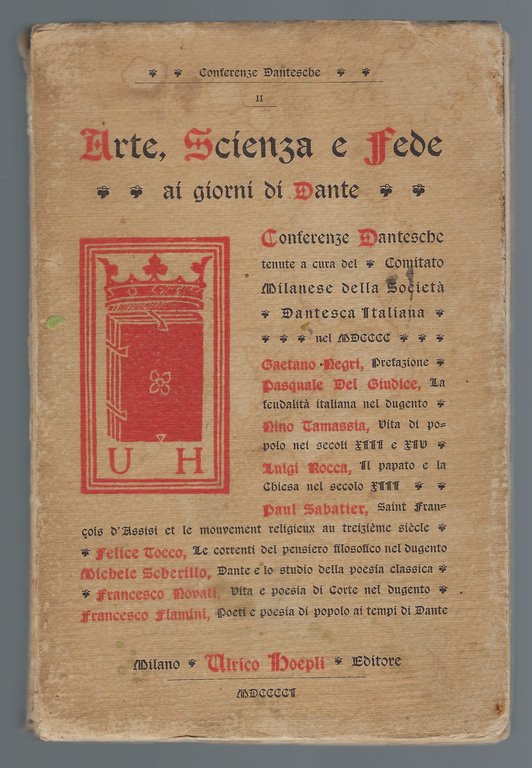 Conferenze Dantesche
II
Arte, Scienza e Fede
ai giorni di Dante
Conferenze Dantesche
tenute a cura del Comitato
Milanese della Società
Dantesca Italiana
nel MDCCCC
Gaetano Negri, Prefazione
Pasquale Del Giudice, La
feudalità italiana nel dugento
Nino Tamassia, Vita di po-
polo nei secoli XIII e XIV
Luigi Rocca, Il papato e la
Chiesa nel secolo XIII
Paul Sabatier, Saint Fran-
çois d'Assisi et le mouvement religieux au treizième siècle
Felice Tocco, Le correnti del pensiero filosofico nel dugento
Michele Scherillo, Dante e lo studio della poesia classica
Francesco Novati, Vita e poesia di Corte nel dugento
Francesco Flamini, Poeti e poesia di popolo ai tempi di Dante
U H
Milano Ulrico Hoepli Editore
MDCCCCI